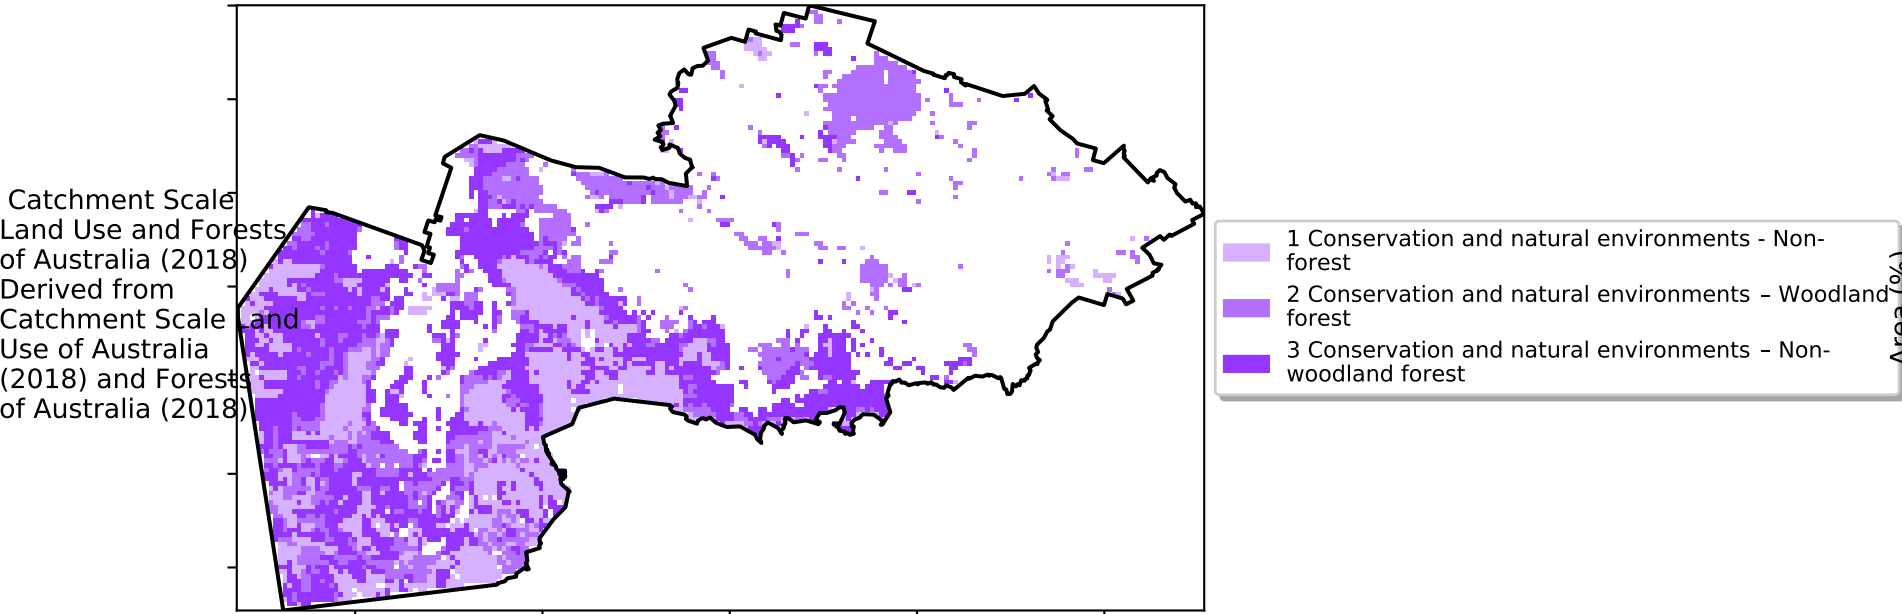 Catchment Scale
Land Use and Forests
of Australia (2018)
Derived from
Catchment Scale Land
Use of Australia
(2018) and Forests
of Australia (2018)
1 Conservation and natural environments - Non-
forest
2 Conservation and natural environments – Woodland
forest
3 Conservation and natural environments – Non-
woodland forest